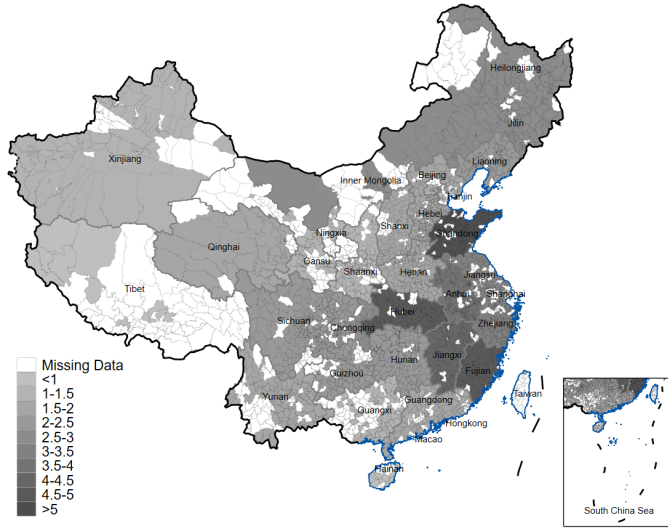 Heilongjiang
Jilin
Liaoning
Xinjiang
Inner Mongolia
Beijing
Tianjin
Hebei
Shanxi
Ningxia
Shandong
Qinghai
Gansu
Shaanxi
Henan
Jiangsu
Tibet
Anhui
Shanghai
Hubei
Sichuan
Chongqing
Zhejiang
Hunan
Jiangxi
Guizhou
Fujian
Yunan
Guangxi
Guangdong
Taiwan
Hongkong
Macao
Hainan
Missing Data
<1
1-1.5
1.5-2
2-2.5
2.5-3
3-3.5
3.5-4
4-4.5
4.5-5
>5
South China Sea